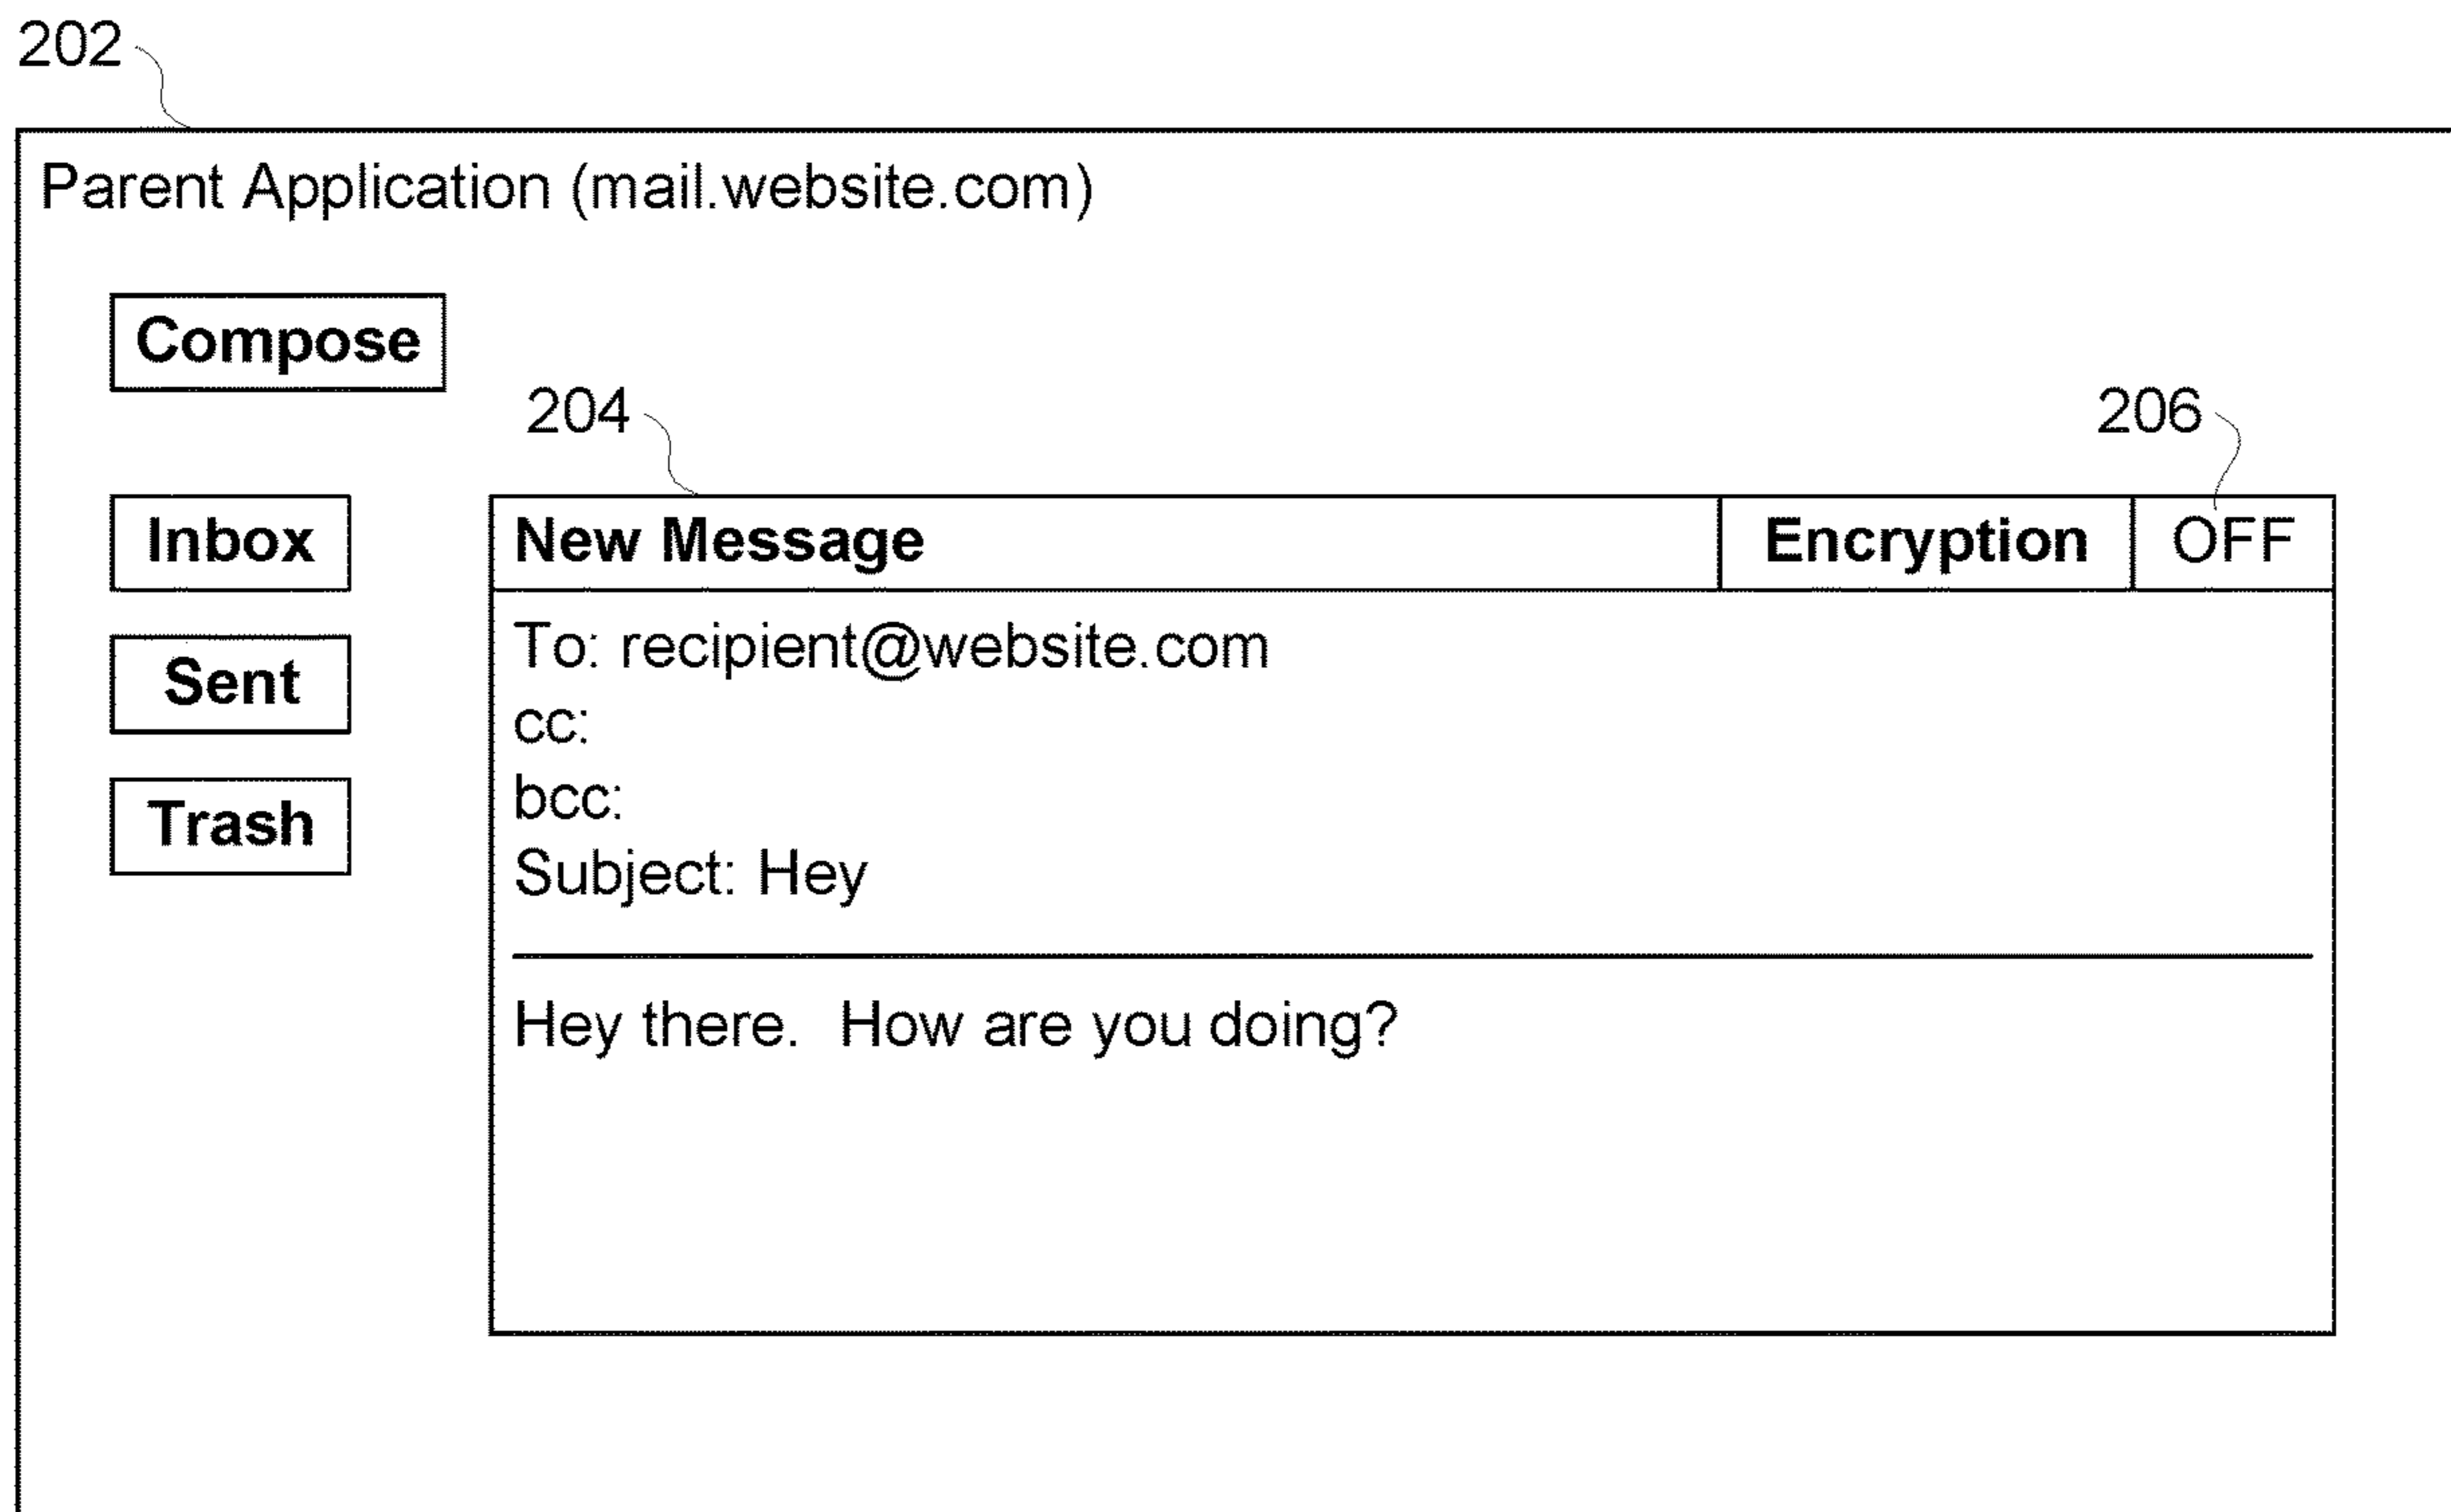 202
Parent Application (mail.website.com)
Compose
204
206
Inbox
New Message
Encryption
OFF
Sent
Trash
To: recipient@website.com
cc:
bcc:
Subject: Hey
Hey there.  How are you doing?